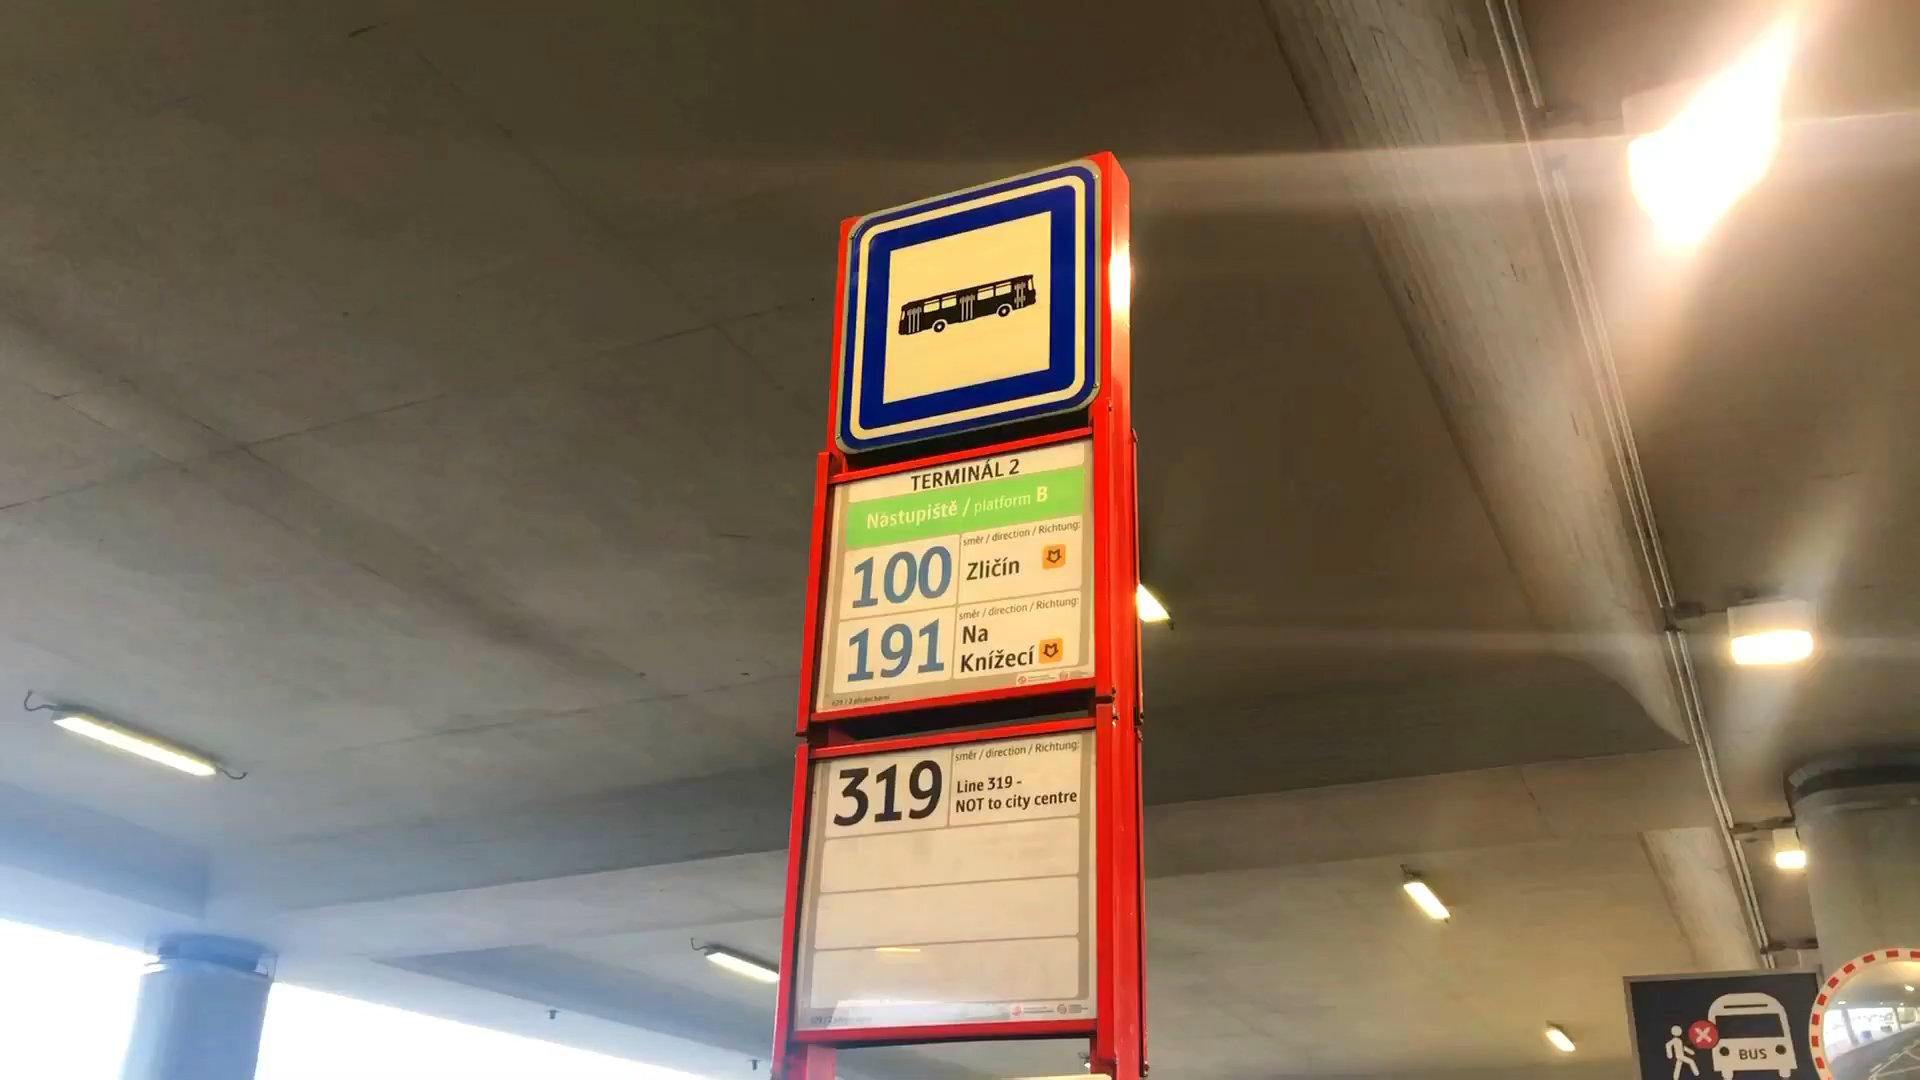 TERMINÁL 2
Nástupiště / platform B
směr / direction / Richtung:
100 Zličín
směr / direction / Richtung:
191 Na
Knížecí
směr / direction / Richtung:
319 Line 319 -
NOT to city centre
BUS